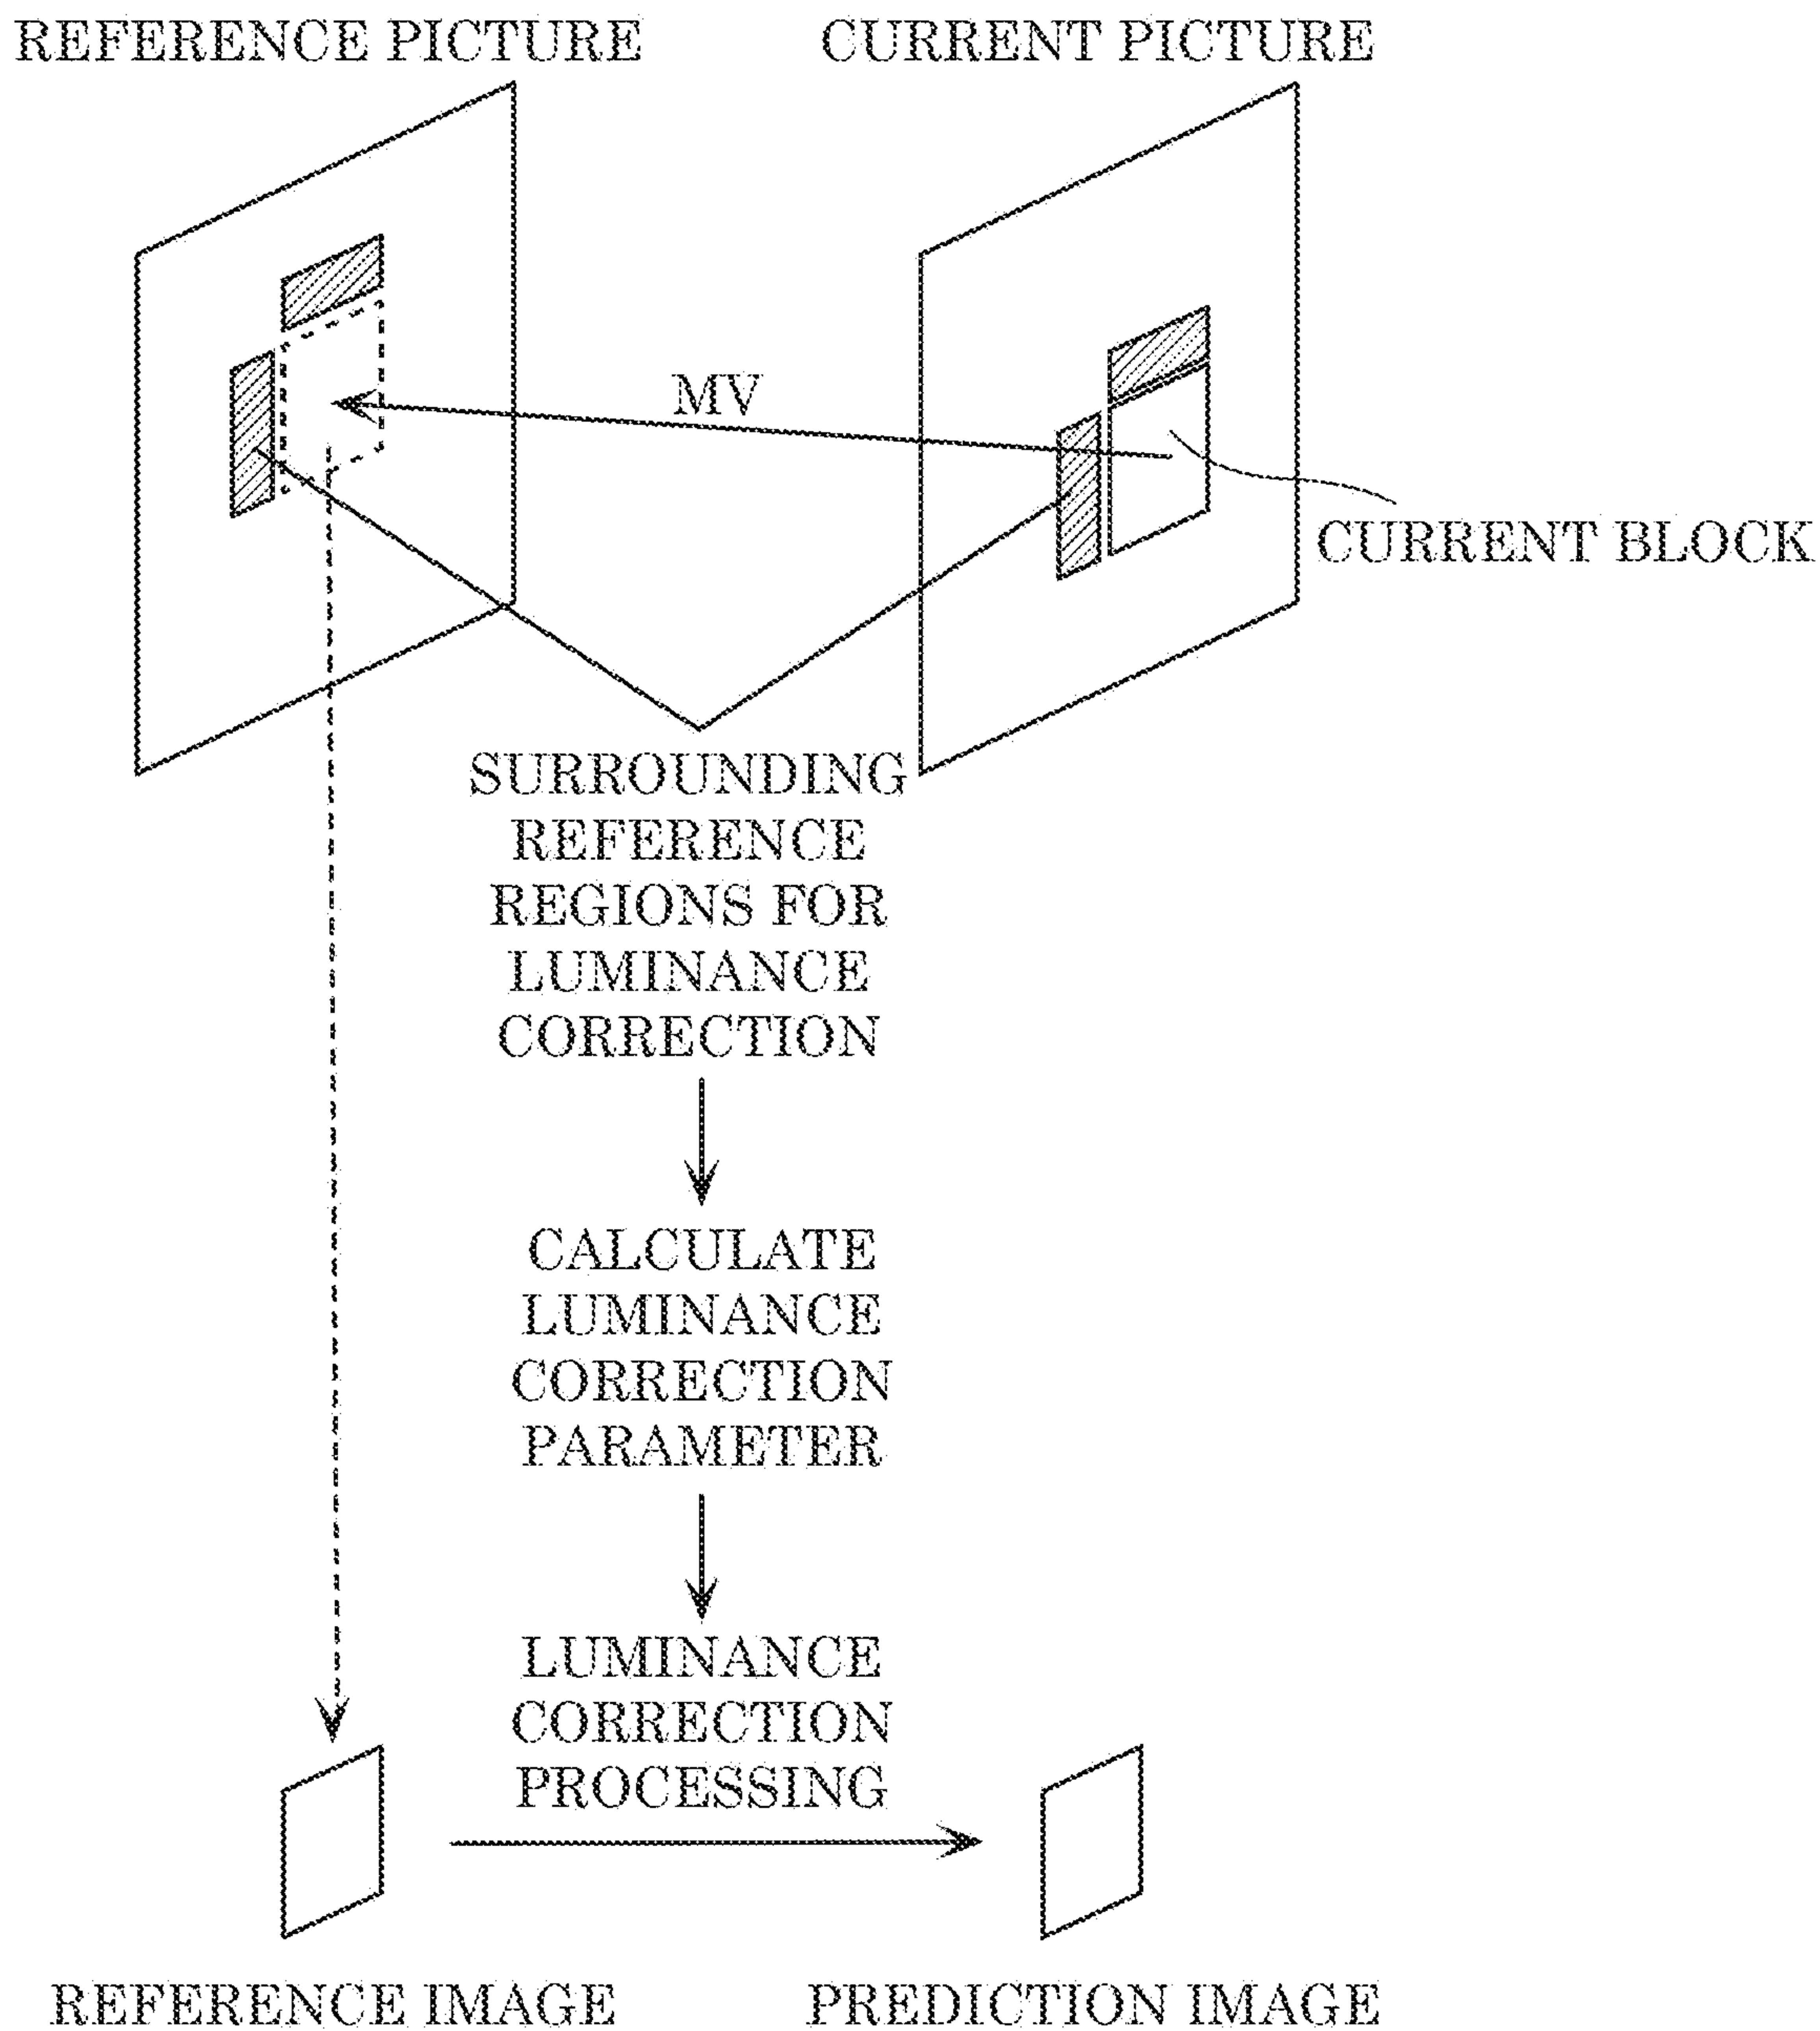 REFERENCE PICTURE
CURRENT PICTURE
MV
CURRENT BLOCK
SURROUNDING
REFERENCE
REGIONS FOR
LUMINANCE
CORRECTION
CALCULATE
LUMINANCE
CORRECTION
PARAMETER
LUMINANCE
CORRECTION
PROCESSING
REFERENCE IMAGE
PREDICTION IMAGE